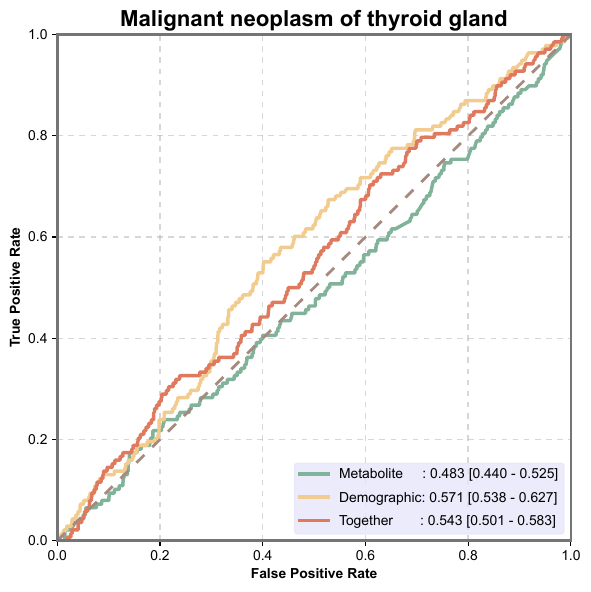 Malignant neoplasm of thyroid gland
1.0
0.8
0.6
0.4
0.2
0.0
True Positive Rate
Metabolite : 0.483 [0.440 - 0.525]
Demographic: 0.571 [0.538 - 0.627]
Together : 0.543 [0.501 - 0.583]
0.0 0.2 0.4 0.6 0.8 1.0
False Positive Rate